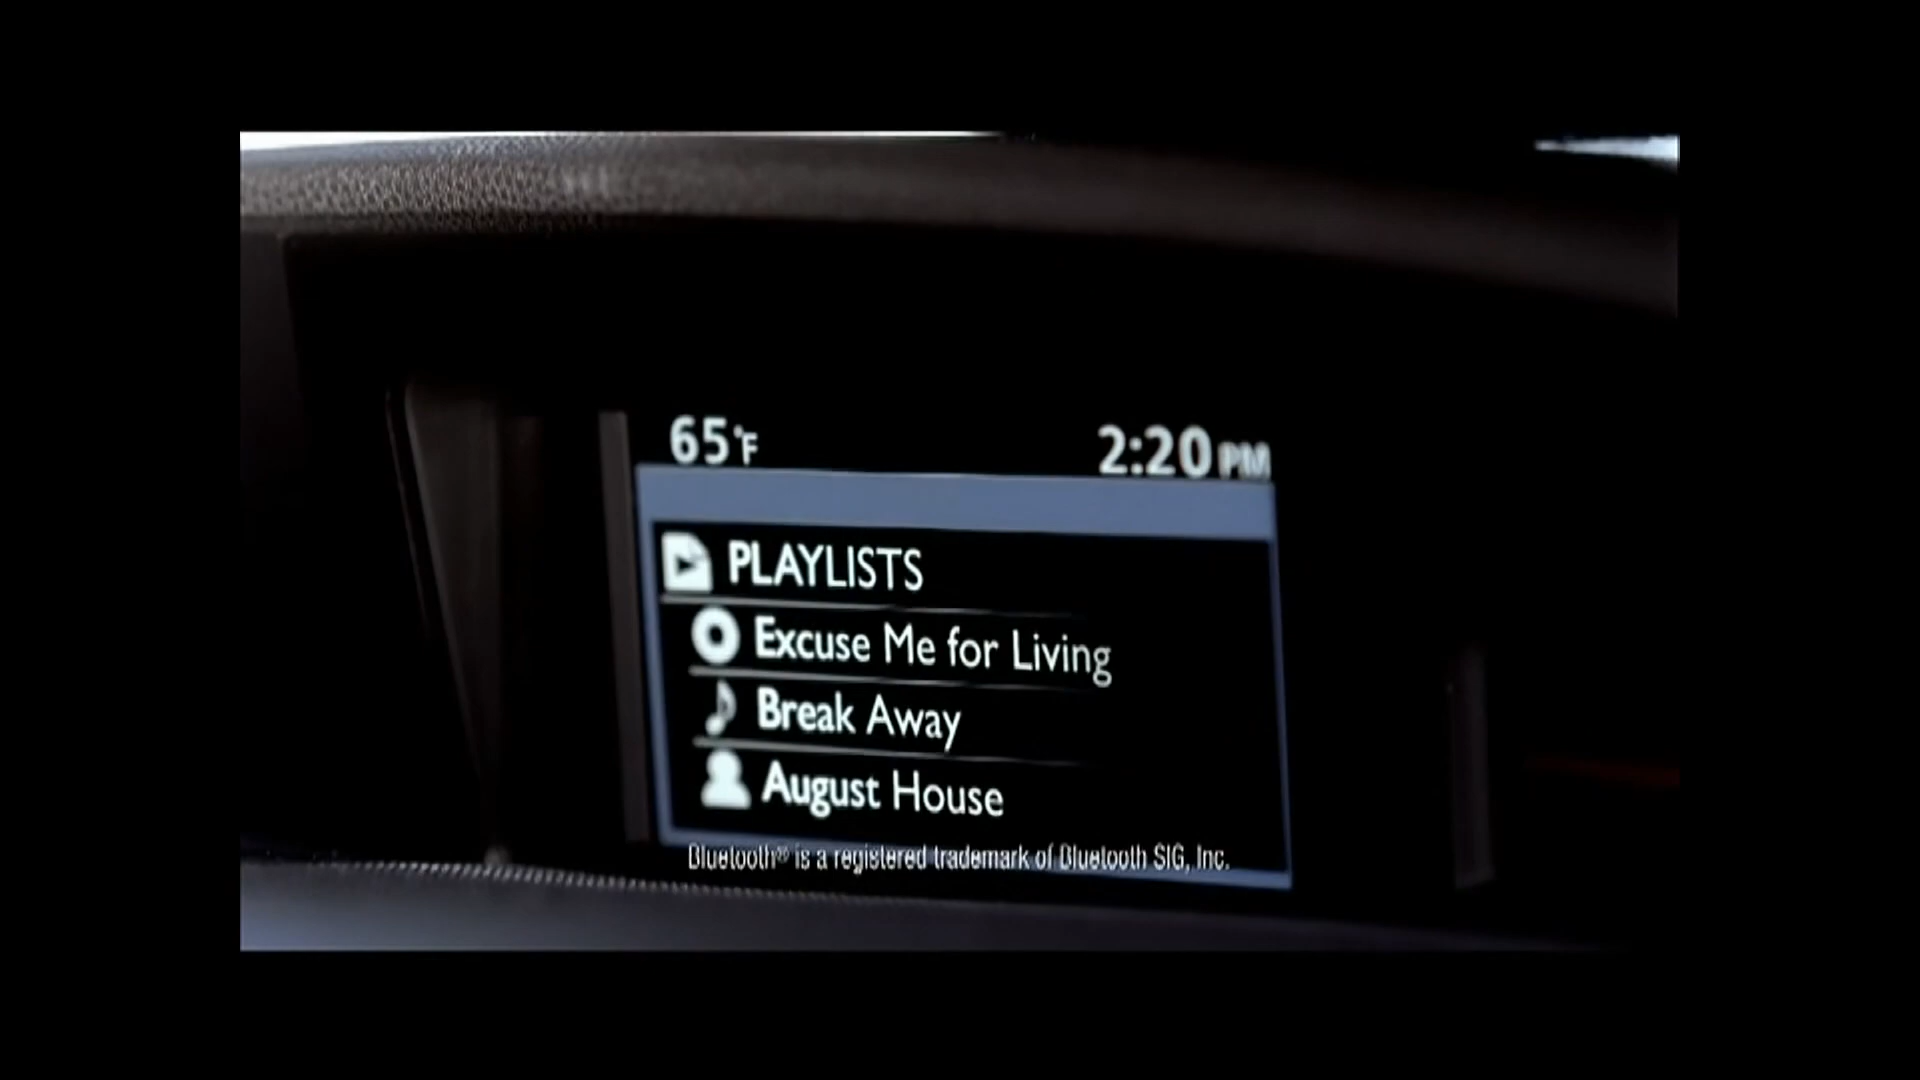 65°F
2:20 PM
PLAYLISTS
Excuse Me for Living
Break Away
August House
Bluetooth® is a registered trademark of Bluetooth SIG, Inc.